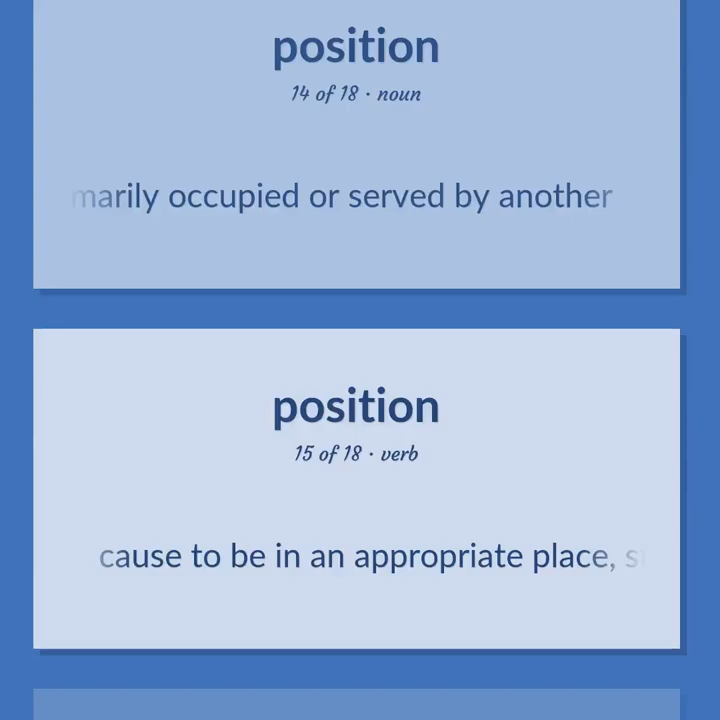 position
14 of 18 · noun
marily occupied or served by another
position
15 of 18 · verb
cause to be in an appropriate place,